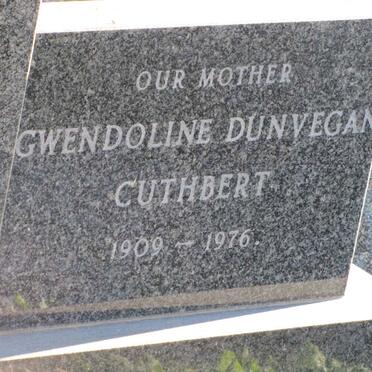 OUR MOTHER
GWENDOLINE DUNVEGAN
CUTHBERT
1909 – 1976.